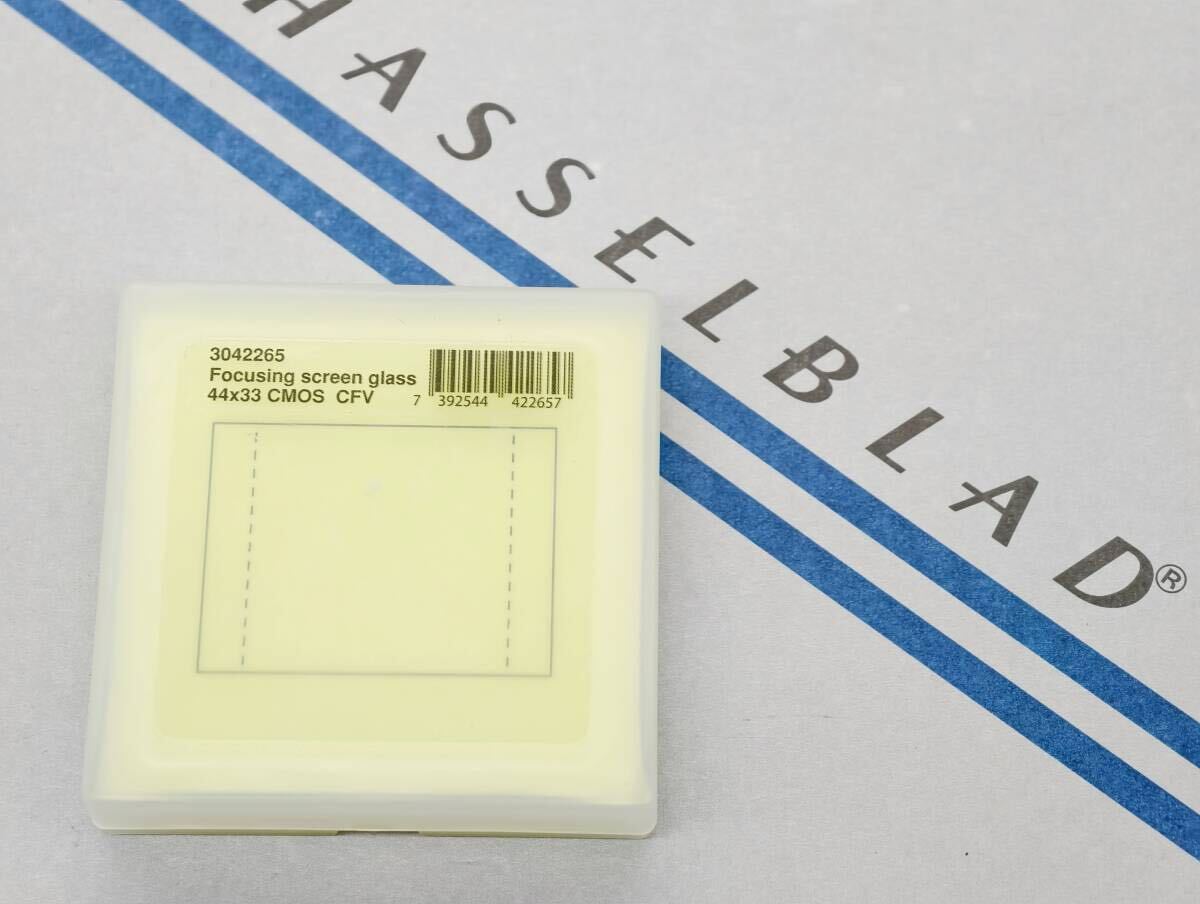 HASSELBLAD®
3042265
Focusing screen glass
44x33 CMOS CFV
7 392544 422657